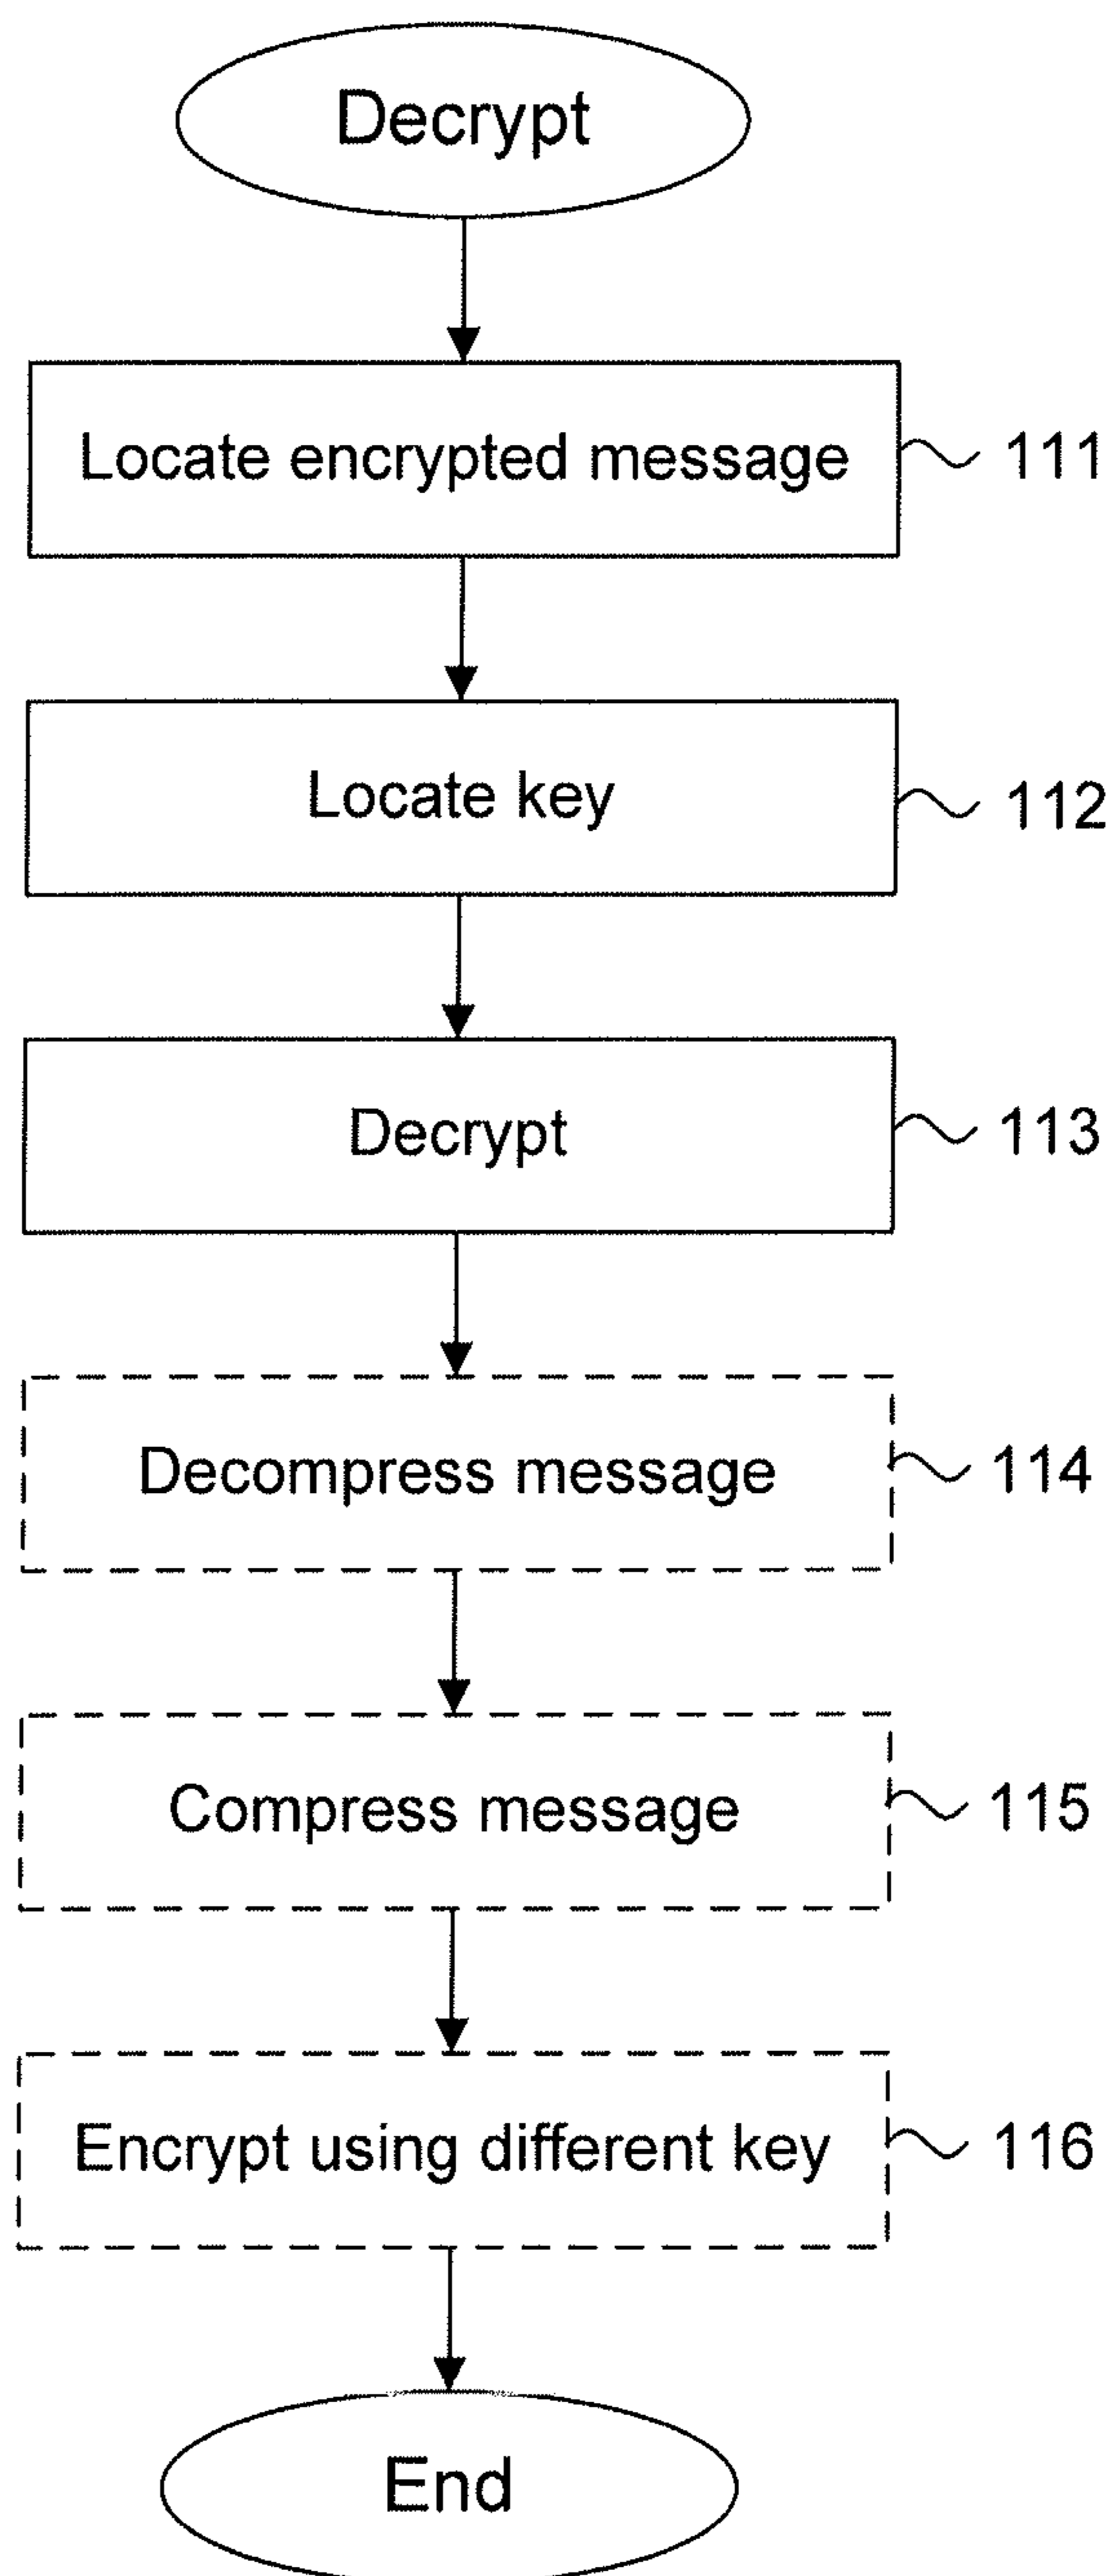 Decrypt
Locate encrypted message 111
Locate key 112
Decrypt 113
Decompress message 114
Compress message 115
Encrypt using different key 116
End